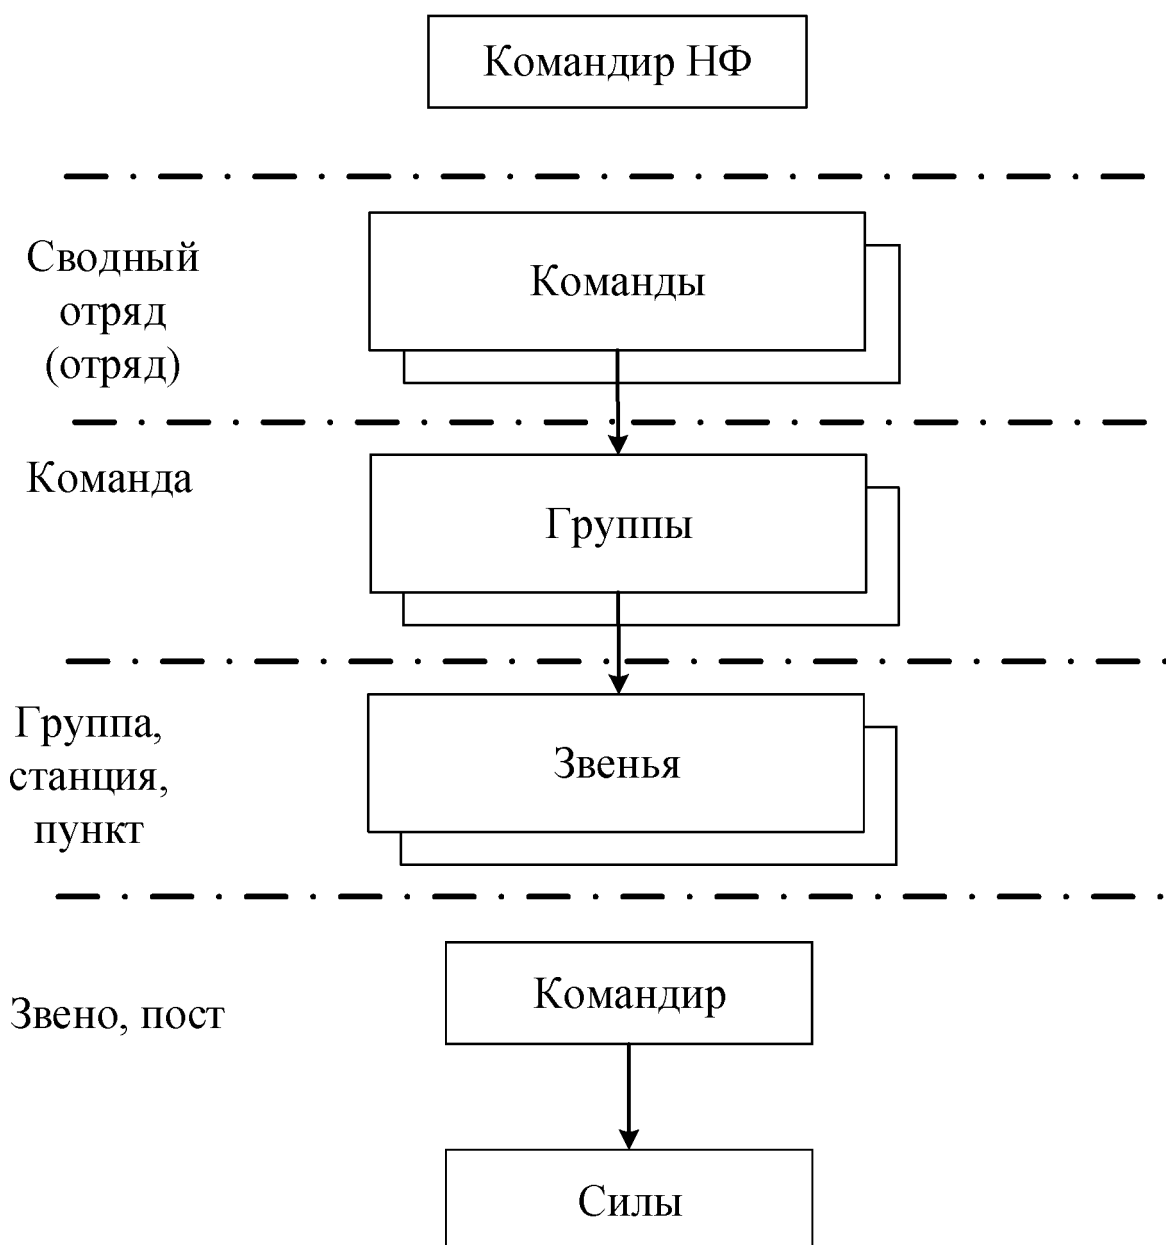 Командир НФ
Сводный
отряд
(отряд)
Команды
Команда
Группы
Группа,
станция,
пункт
Звенья
Звено, пост
Командир
Силы